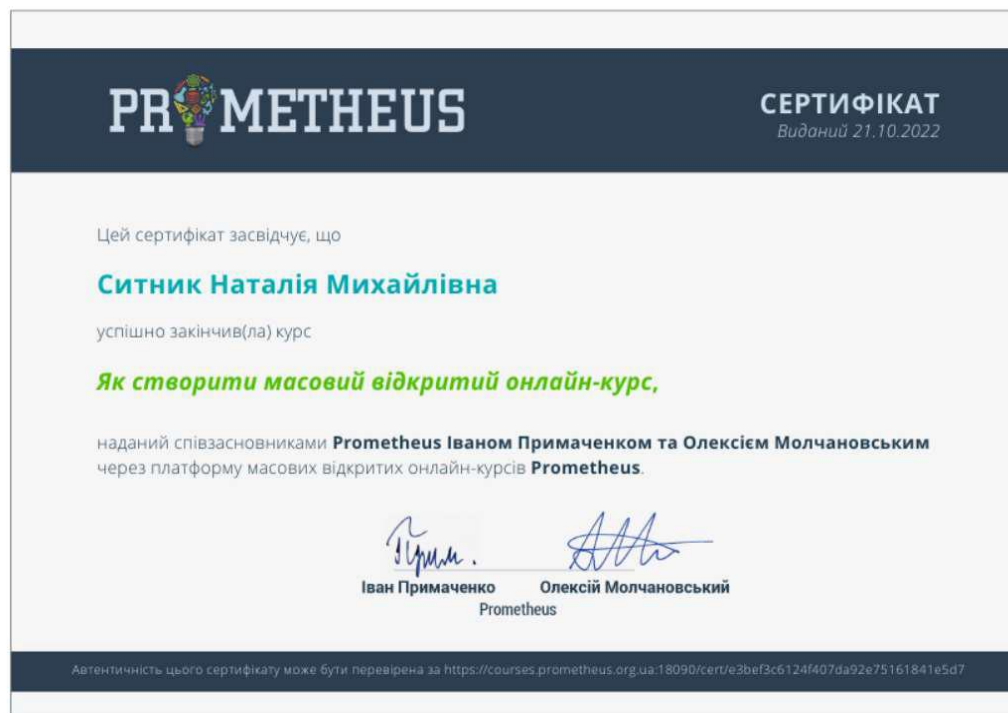 PROMETHEUS
СЕРТИФІКАТ
Виданий 21.10.2022
Цей сертифікат засвідчує, що
Ситник Наталія Михайлівна
успішно закінчив(ла) курс
Як створити масовий відкритий онлайн-курс,
наданий співзасновниками Prometheus Іваном Примаченком та Олексієм Молчановським
через платформу масових відкритих онлайн-курсів Prometheus.
Іван Примаченко Олексій Молчановський
Prometheus
Автентичність цього сертифікату може бути перевірена за https://courses.prometheus.org.ua:18090/cert/e3bef3c6124f407da92e75161841e5d7